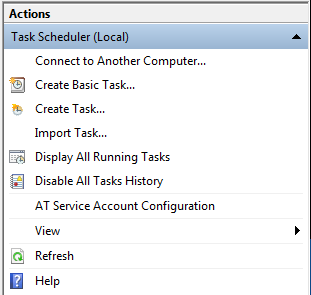 Actions
Task Scheduler (Local)
Connect to Another Computer...
Create Basic Task...
Create Task...
Import Task...
Display All Running Tasks
Disable All Tasks History
AT Service Account Configuration
View
Refresh
Help